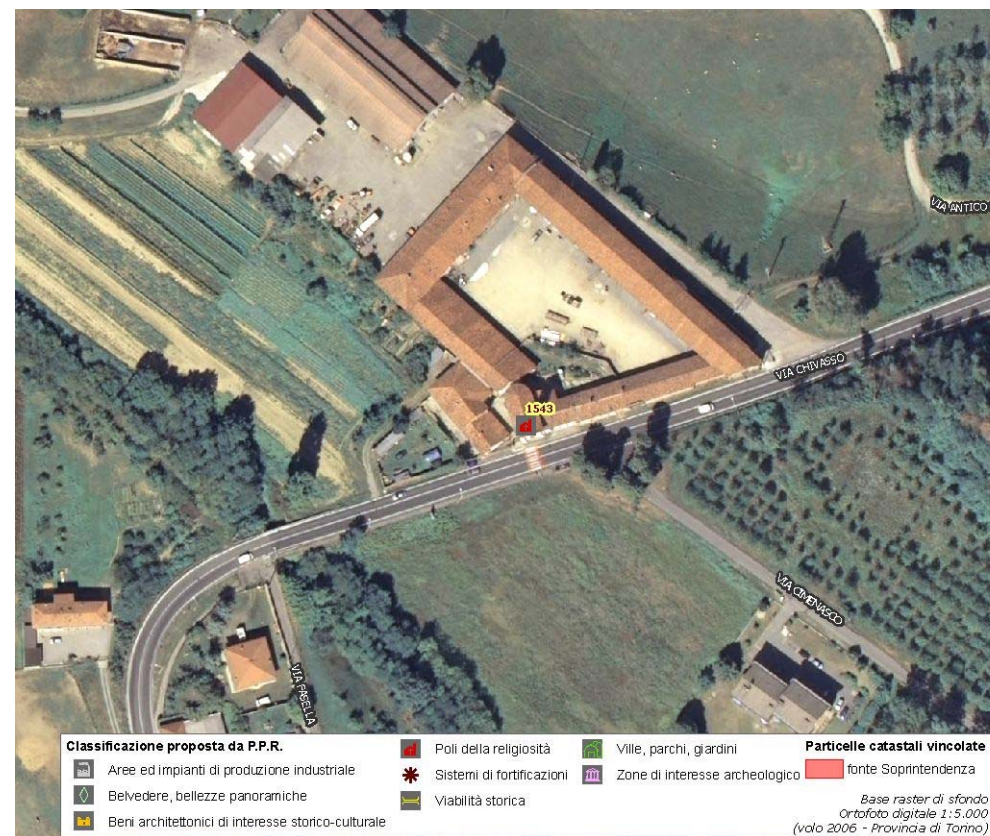 VIA ANTICO
VIA CHIVASSO
1543
VIA CIMENASCO
VIA PASELLA
Classificazione proposta da P.P.R.
Aree ed impianti di produzione industriale
Belvedere, bellezze panoramiche
Beni architettonici di interesse storico-culturale
Poli della religiosità
Sistemi di fortificazioni
Viabilità storica
Ville, parchi, giardini
Zone di interesse archeologico
Particelle catastali vincolate
fonte Soprintendenza
Base raster di sfondo
Ortofoto digitale 1:5.000
(volo 2006 - Provincia di Torino)